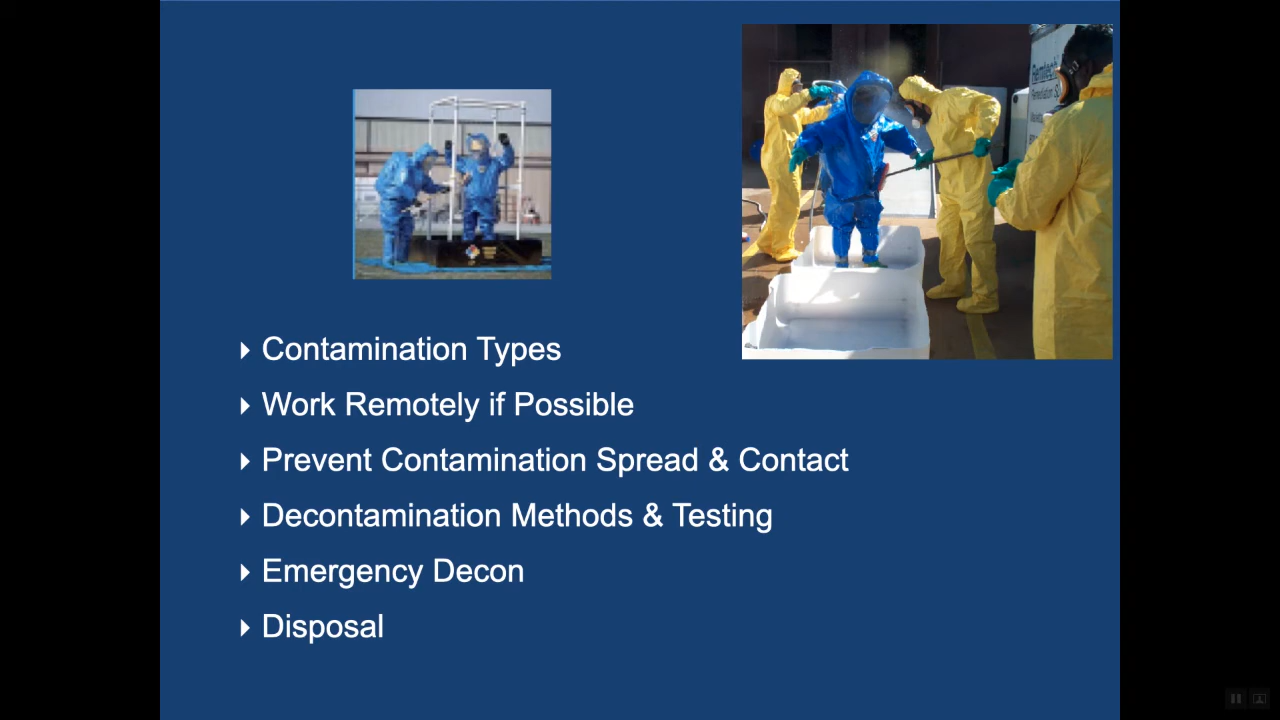 Contamination Types
Work Remotely if Possible
Prevent Contamination Spread & Contact
Decontamination Methods & Testing
Emergency Decon
Disposal